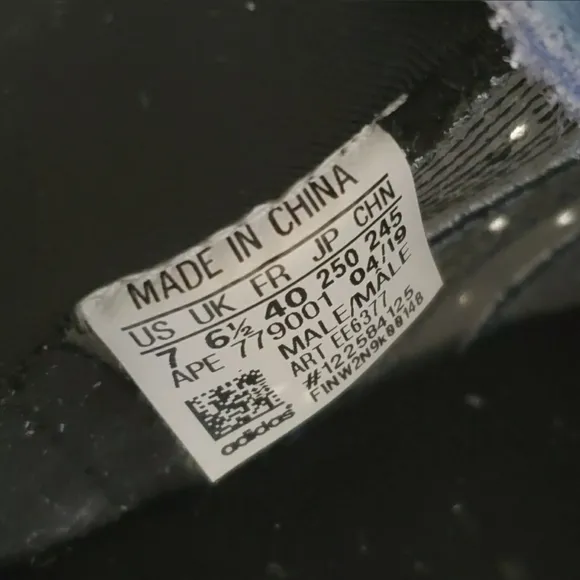 MADE IN CHINA
US UK FR JP CHN
7 6½ 40 250 245
APE 779001 04/19
MALE/MALE
ART EE6377
#122584125
FINW2N9K00148
adidas